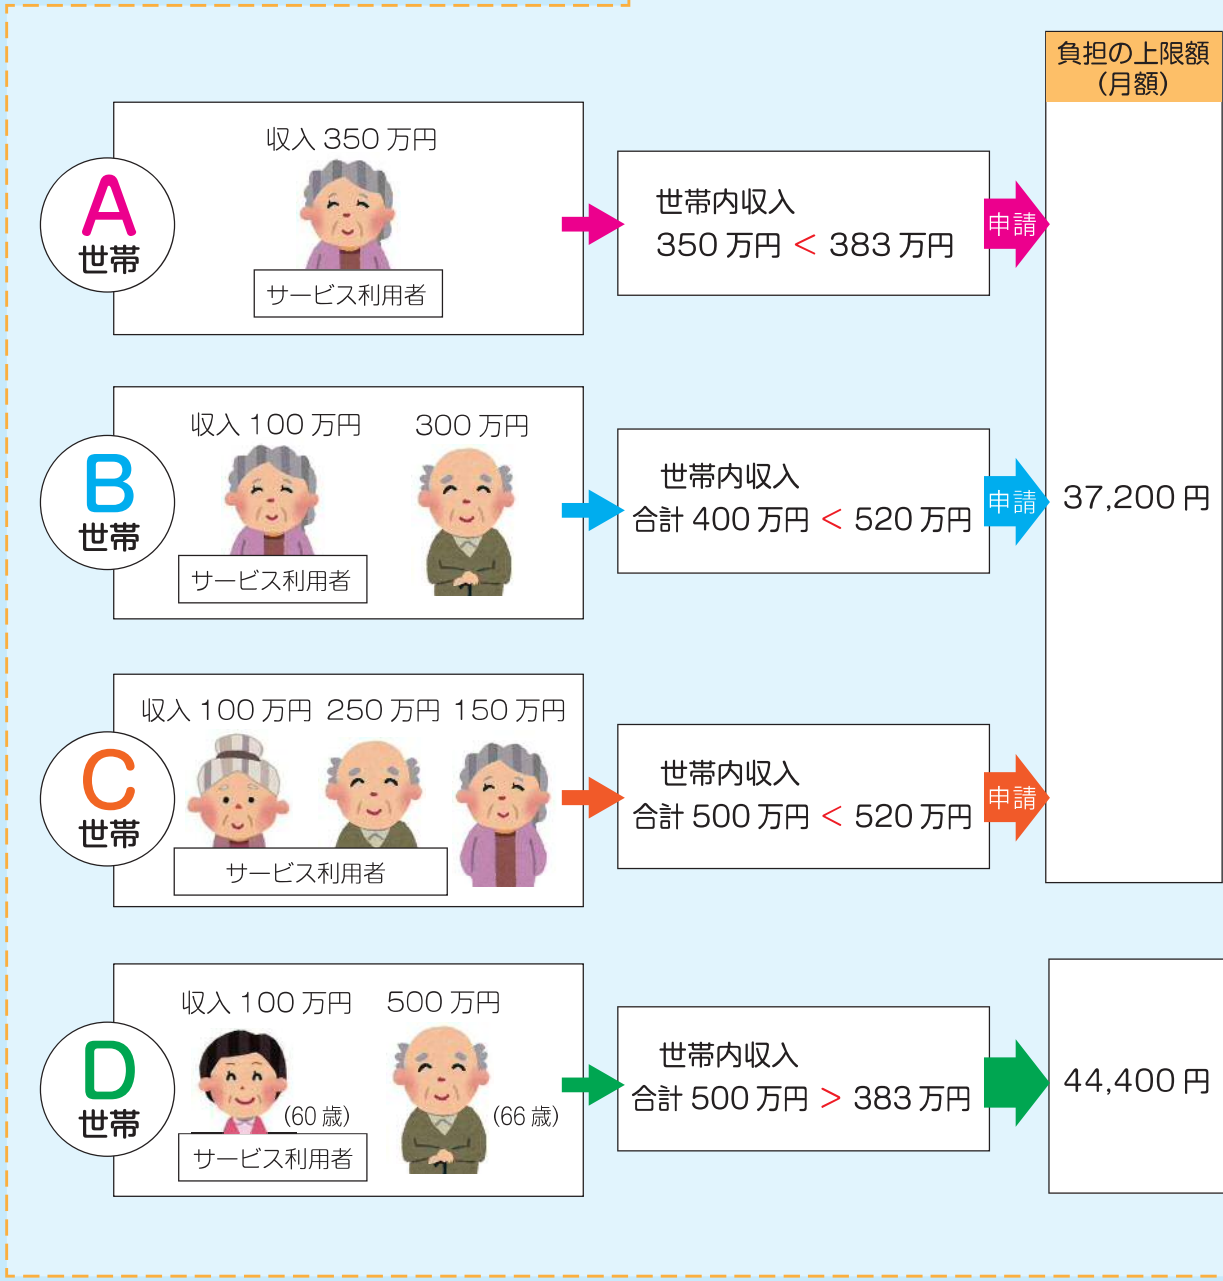 負担の上限額
(月額)
A
世帯
収入 350 万円
サービス利用者
世帯内収入
350 万円 < 383 万円
申請
B
世帯
収入 100 万円
300 万円
サービス利用者
世帯内収入
合計 400 万円 < 520 万円
申請
37,200 円
C
世帯
収入 100 万円 250 万円 150 万円
サービス利用者
世帯内収入
合計 500 万円 < 520 万円
申請
D
世帯
収入 100 万円
500 万円
(60 歳)
(66 歳)
サービス利用者
世帯内収入
合計 500 万円 > 383 万円
44,400 円